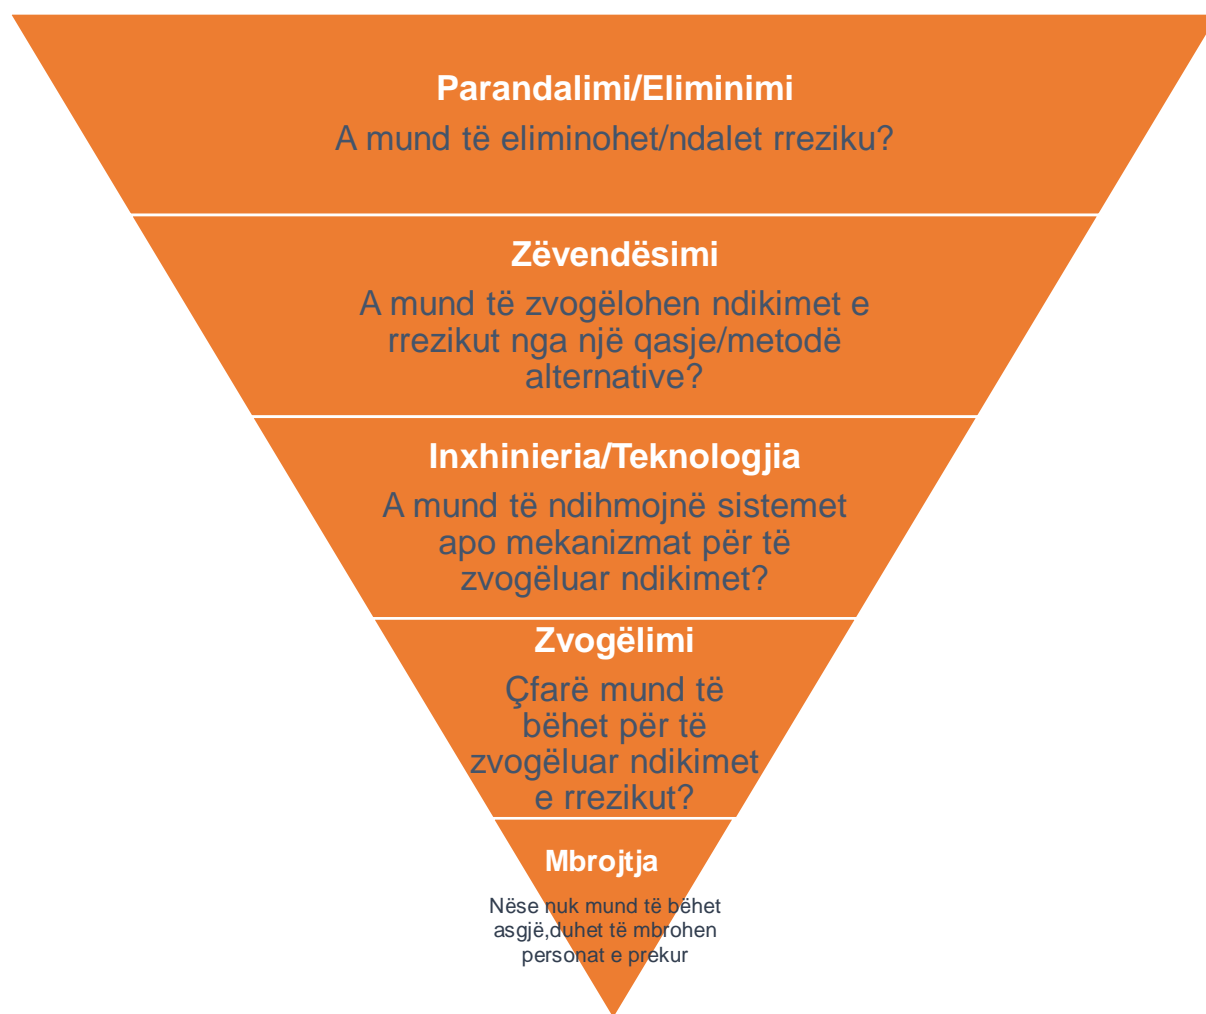 Parandalimi/Eliminimi
A mund të eliminohet/ndalet rreziku?
Zëvendësimi
A mund të zvogëlohen ndikimet e
rrezikut nga një qasje/metodë
alternative?
Inxhinieria/Teknologjia
A mund të ndihmojnë sistemet
apo mekanizmat për të
zvogëluar ndikimet?
Zvogëlimi
Çfarë mund të
bëhet për të
zvogëluar ndikimet
e rrezikut?
Mbrojtja
Nëse nuk mund të bëhet
asgjë,duhet të mbrohen
personat e prekur